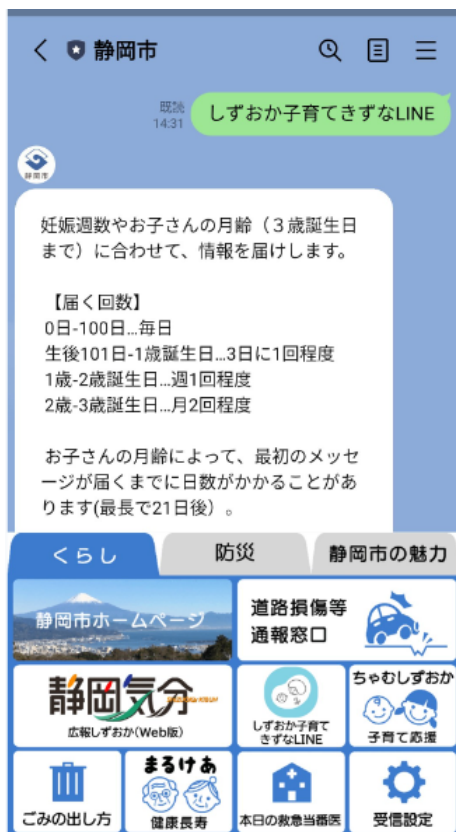 静岡市
既読
14:31
しずおか子育てきずなLINE
静岡市
妊娠週数やお子さんの月齢（３歳誕生日
まで）に合わせて、情報を届けします。
【届く回数】
0日-100日…毎日
生後101日-1歳誕生日…3日に1回程度
1歳-2歳誕生日…週1回程度
2歳-3歳誕生日…月2回程度
お子さんの月齢によって、最初のメッセ
ージが届くまでに日数がかかることがあ
ります(最長で21日後）。
くらし
防災
静岡市の魅力
静岡市ホームページ
道路損傷等
通報窓口
静岡気分
広報しずおか(Web版)
しずおか子育て
きずなLINE
ちゃむしずおか
子育て応援
ごみの出し方
まるけあ
健康長寿
本日の救急当番医
受信設定